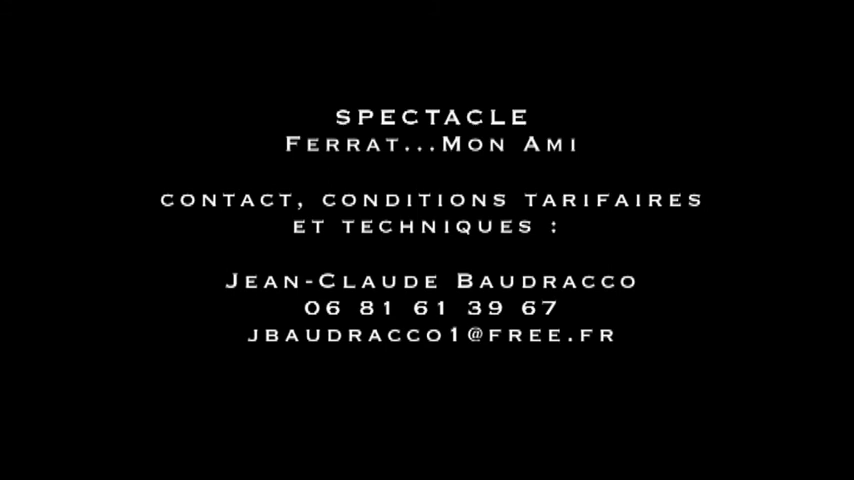 SPECTACLE
FERRAT...MON AMI
CONTACT, CONDITIONS TARIFAIRES
ET TECHNIQUES :
JEAN-CLAUDE BAUDRACCO
06 81 61 39 67
JBAUDRACCO1@FREE.FR